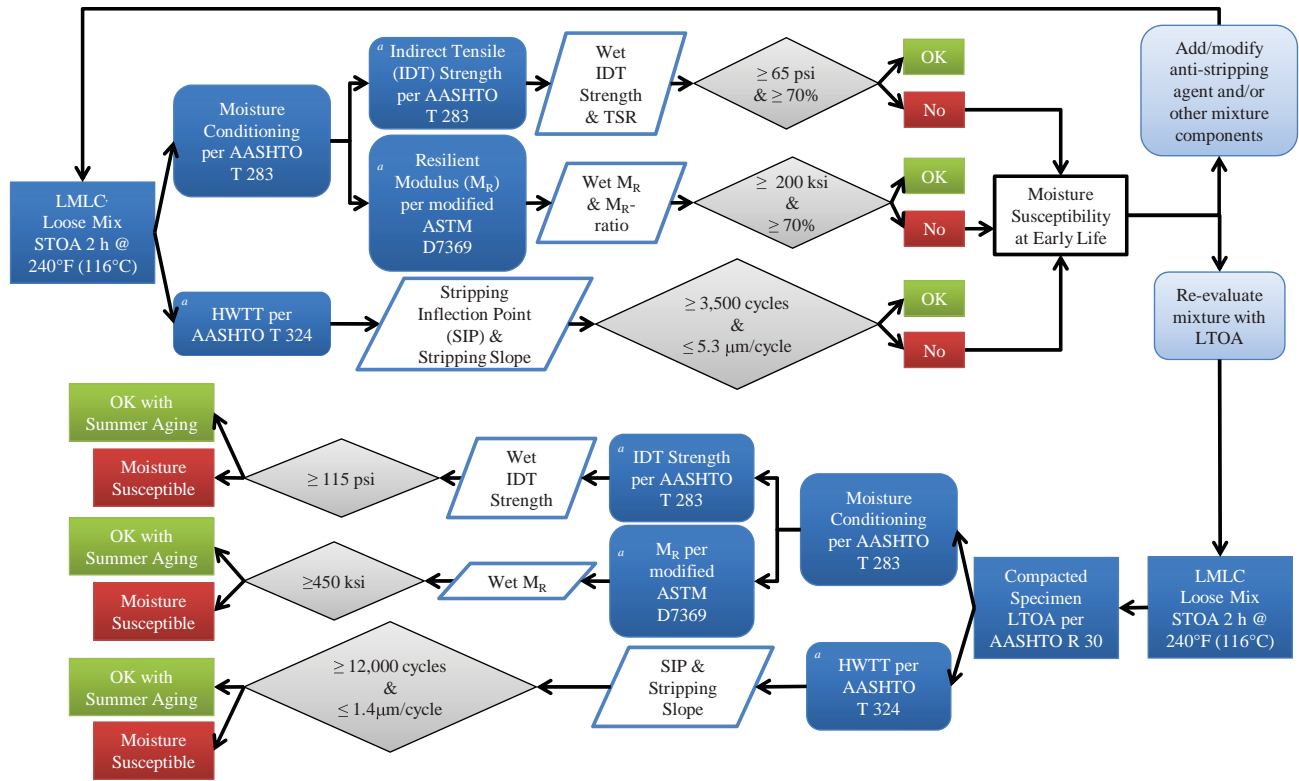 LMLC
Loose Mix
STOA 2 h @
240°F (116°C)
Moisture
Conditioning
per AASHTO
T 283
a Indirect Tensile
(IDT) Strength
per AASHTO
T 283
Wet
IDT
Strength
& TSR
≥ 65 psi
& ≥ 70%
OK
No
Add/modify
anti-stripping
agent and/or
other mixture
components
a Resilient
Modulus (MR)
per modified
ASTM
D7369
Wet MR
& MR-
ratio
≥ 200 ksi
&
≥ 70%
OK
No
Moisture
Susceptibility
at Early Life
a HWTT per
AASHTO T 324
Stripping
Inflection Point
(SIP) &
Stripping Slope
≥ 3,500 cycles
&
≤ 5.3 μm/cycle
OK
No
Re-evaluate
mixture with
LTOA
LMLC
Loose Mix
STOA 2 h @
240°F (116°C)
Compacted
Specimen
LTOA per
AASHTO R 30
Moisture
Conditioning
per AASHTO
T 283
a IDT Strength
per AASHTO
T 283
Wet
IDT
Strength
≥ 115 psi
OK with
Summer Aging
Moisture
Susceptible
a MR per
modified
ASTM
D7369
Wet MR
≥450 ksi
OK with
Summer Aging
Moisture
Susceptible
a HWTT per
AASHTO
T 324
SIP &
Stripping
Slope
≥ 12,000 cycles
&
≤ 1.4μm/cycle
OK with
Summer Aging
Moisture
Susceptible